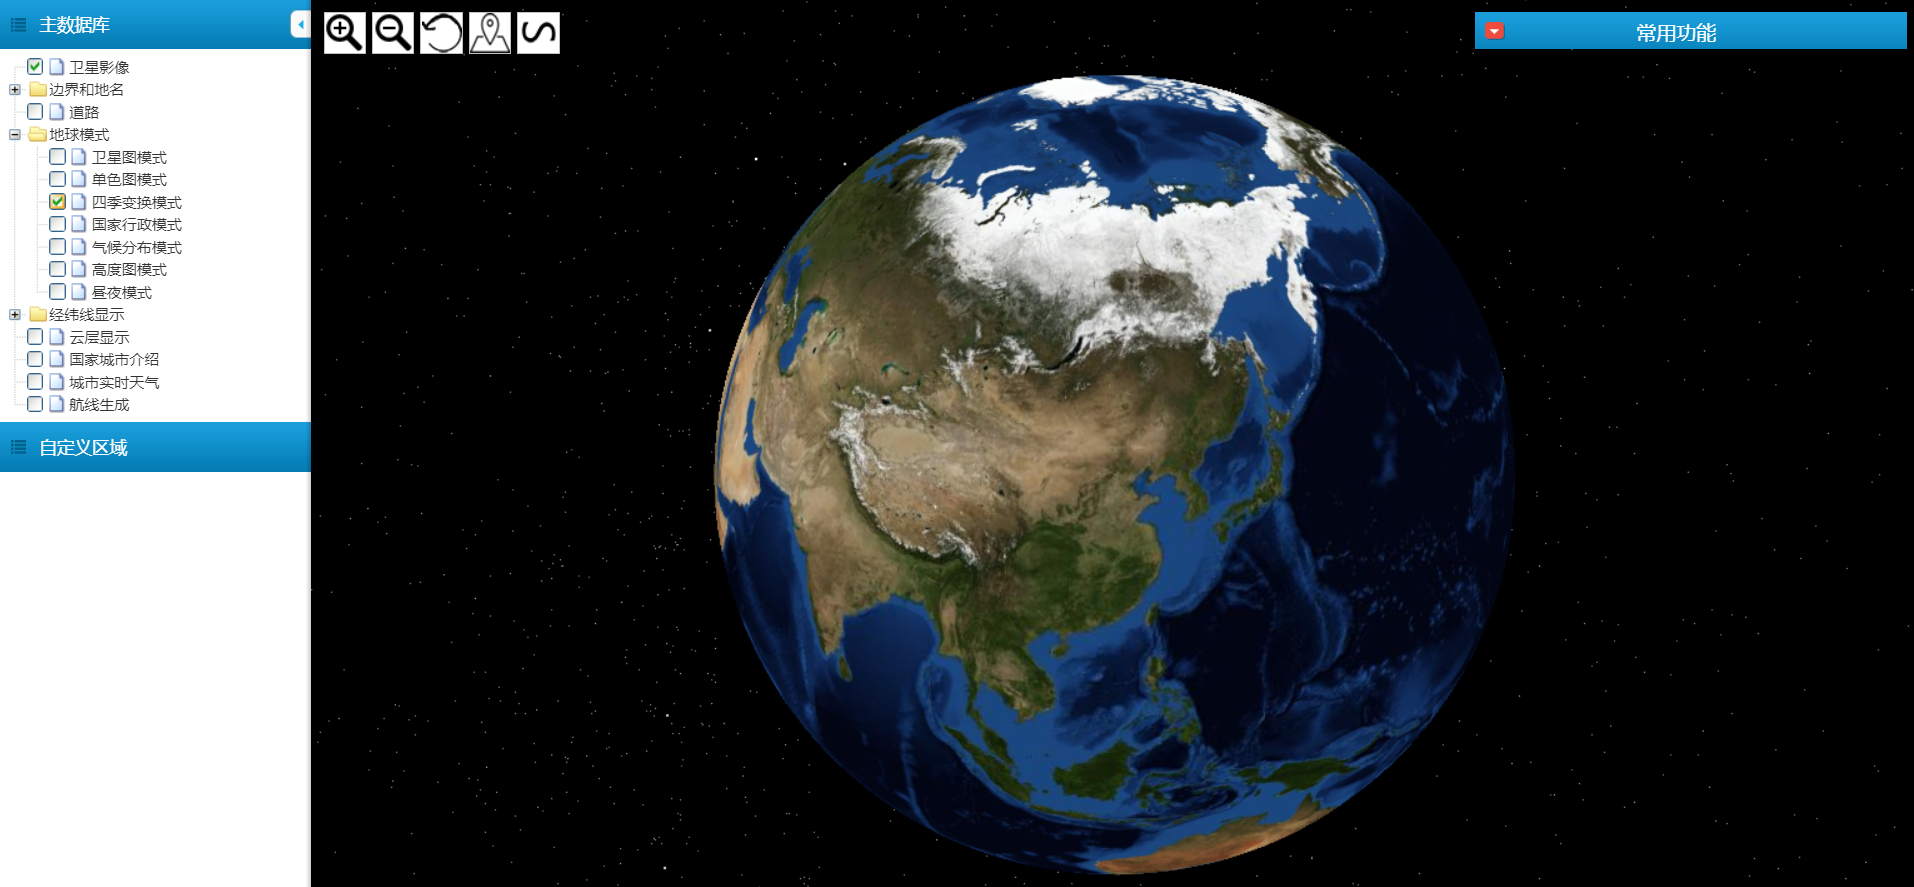 主数据库
卫星影像
边界和地名
道路
地球模式
卫星图模式
单色图模式
四季变换模式
国家行政模式
气候分布模式
高度图模式
昼夜模式
经纬线显示
云层显示
国家城市介绍
城市实时天气
航线生成
自定义区域
常用功能